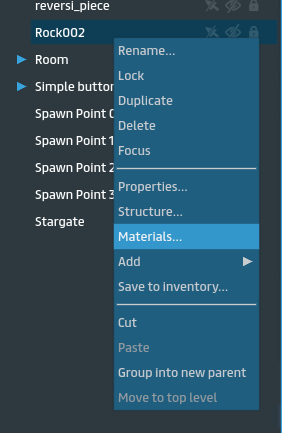 reversi_piece
Rock002
Rename...
Room
Lock
Simple button
Duplicate
Spawn Point
Delete
Spawn Point 1
Focus
Spawn Point 2
Properties...
Spawn Point 3
Structure...
Stargate
Materials...
Add
Save to inventory...
Cut
Paste
Group into new parent
Move to top level